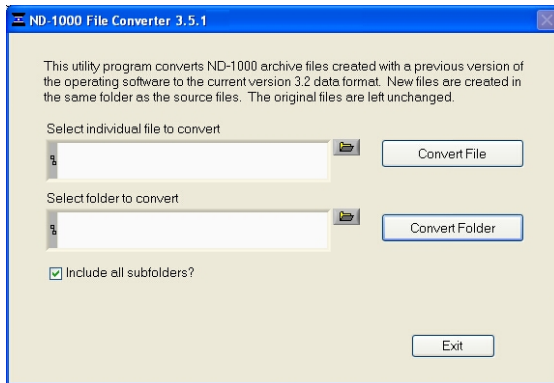 ND-1000 File Converter 3.5.1
This utility program converts ND-1000 archive files created with a previous version of
the operating software to the current version 3.2 data format. New files are created in
the same folder as the source files. The original files are left unchanged.
Select individual file to convert
Convert File
Select folder to convert
Convert Folder
Include all subfolders?
Exit